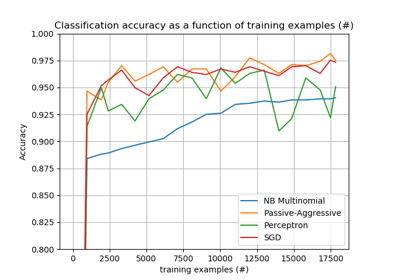 Classification accuracy as a function of training examples (#)
1.000
0.975
0.950
0.925
0.900
0.875
0.850
0.825
0.800
Accuracy
NB Multinomial
Passive-Aggressive
Perceptron
SGD
0 2500 5000 7500 10000 12500 15000 17500
training examples (#)